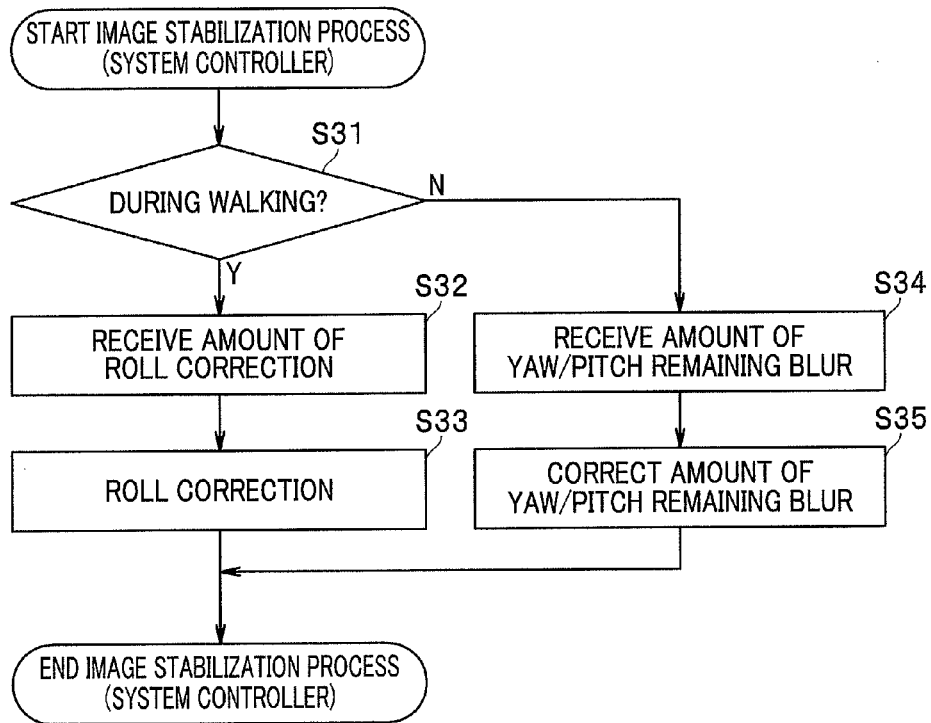 START IMAGE STABILIZATION PROCESS
(SYSTEM CONTROLLER)
S31
DURING WALKING?
N
Y
S32
RECEIVE AMOUNT OF
ROLL CORRECTION
S34
RECEIVE AMOUNT OF
YAW/PITCH REMAINING BLUR
S33
ROLL CORRECTION
S35
CORRECT AMOUNT OF
YAW/PITCH REMAINING BLUR
END IMAGE STABILIZATION PROCESS
(SYSTEM CONTROLLER)